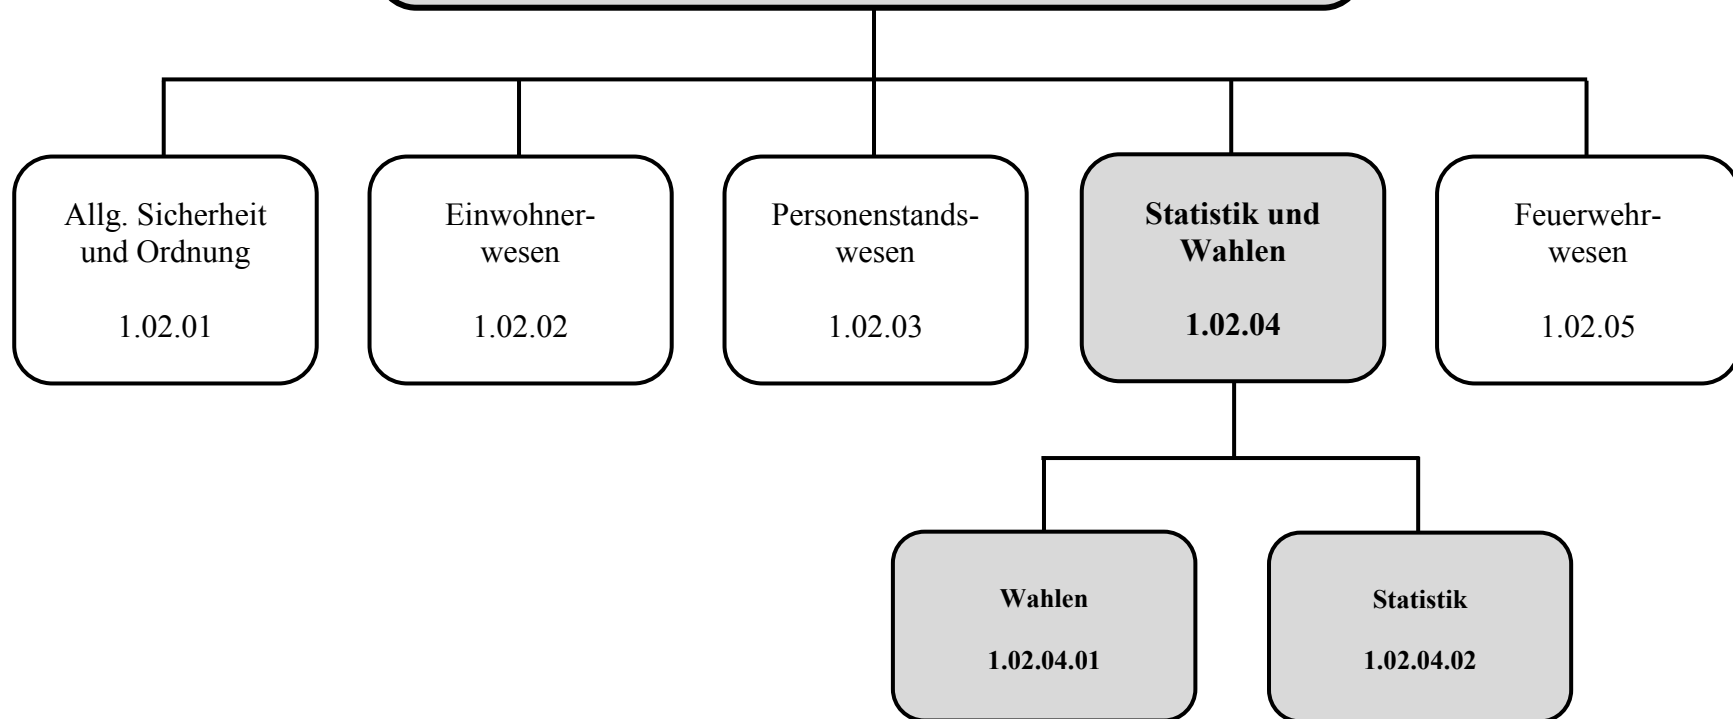 Allg. Sicherheit
und Ordnung
1.02.01
Einwohner-
wesen
1.02.02
Personenstands-
wesen
1.02.03
Statistik und
Wahlen
1.02.04
Feuerwehr-
wesen
1.02.05
Wahlen
1.02.04.01
Statistik
1.02.04.02